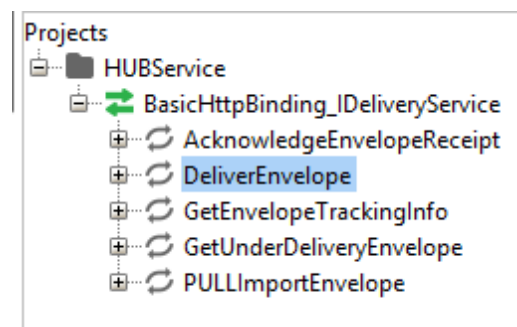 Projects
HUBService
BasicHttpBinding_IDeliveryService
AcknowledgeEnvelopeReceipt
DeliverEnvelope
GetEnvelopeTrackingInfo
GetUnderDeliveryEnvelope
PULLImportEnvelope